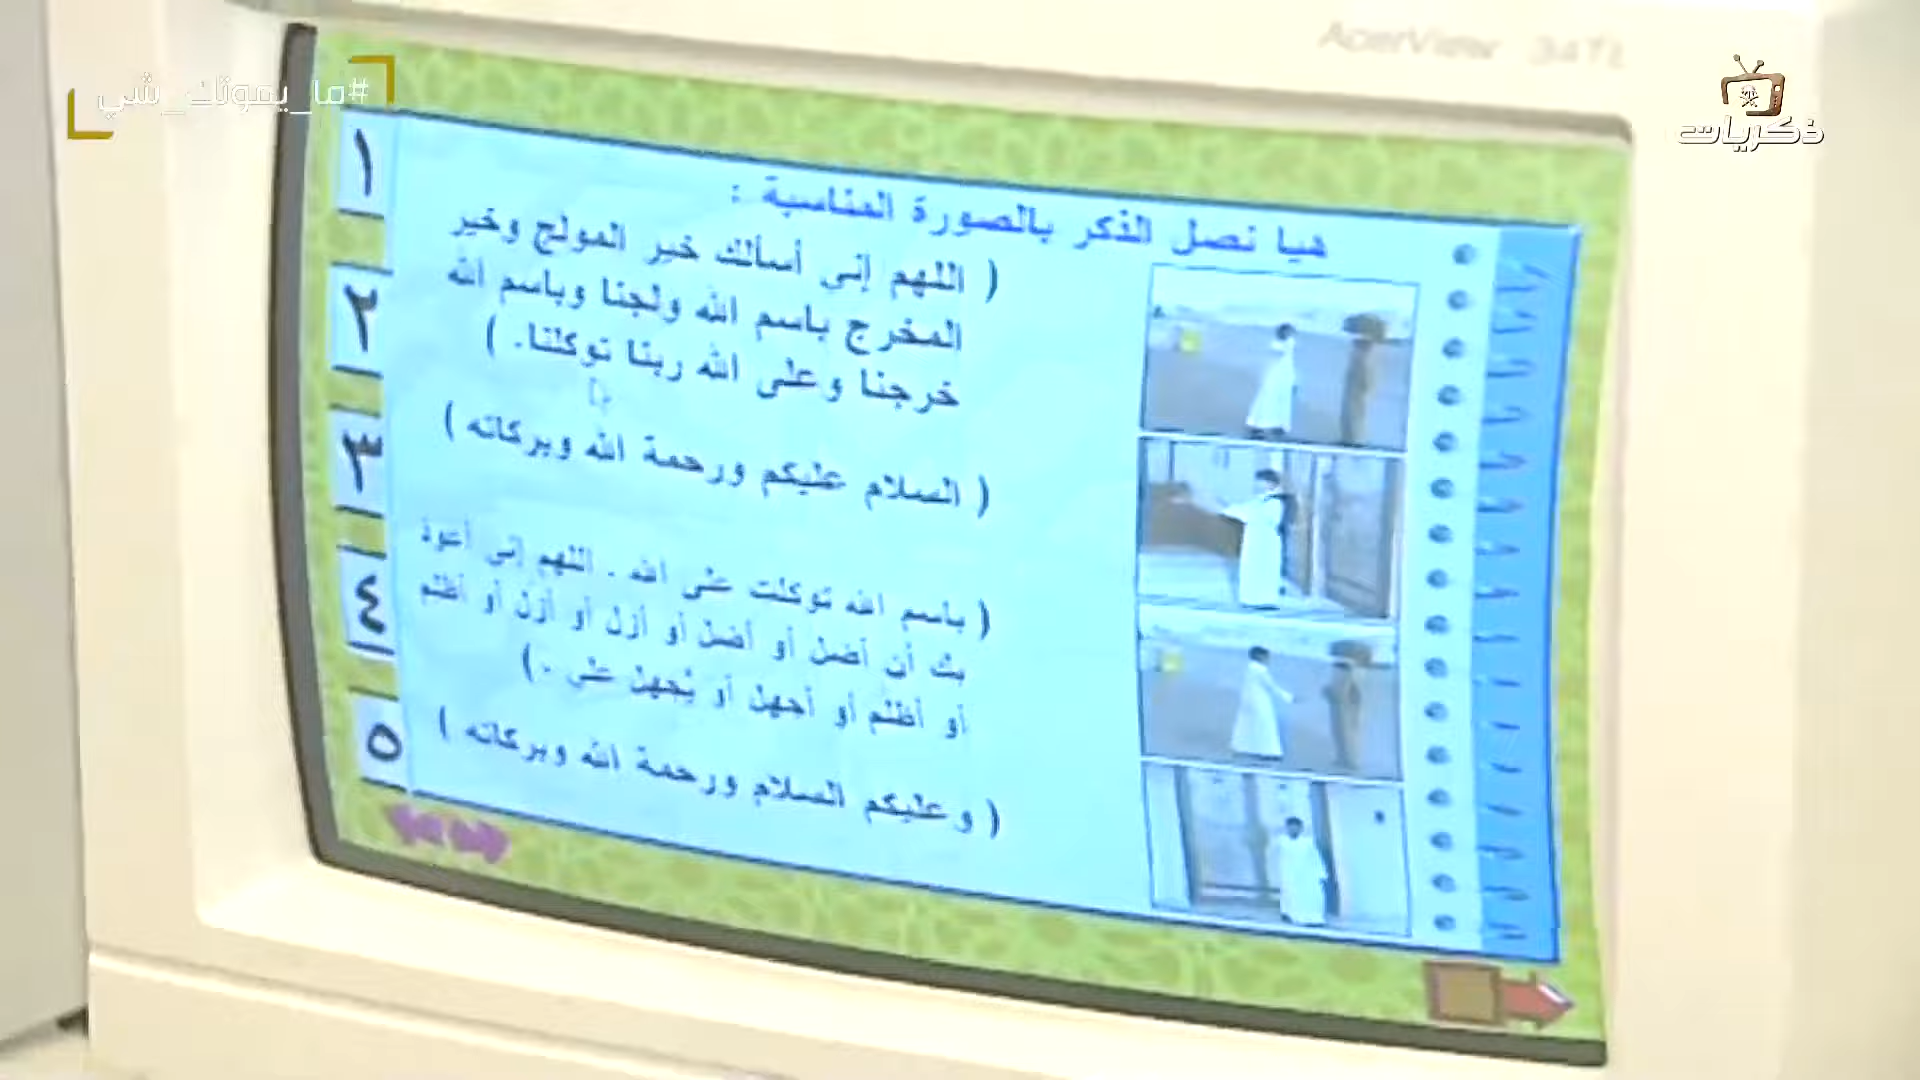 #ما_يموتك_شي
ذكريات
AcerView 34TL
هيا نصل الذكر بالصورة المناسبة :
( اللهم إني أسألك خير المولج وخير
المخرج باسم الله ولجنا وباسم الله
خرجنا وعلى الله ربنا توكلنا. )
( السلام عليكم ورحمة الله وبركاته )
( باسم الله توكلت على الله . اللهم إني أعوذ
بك أن أضل أو أضل أو أزل أو أزل أو أظلم
أو أظلم أو أجهل أو يُجهل علي . )
( وعليكم السلام ورحمة الله وبركاته )
١
٢
٣
٤
٥